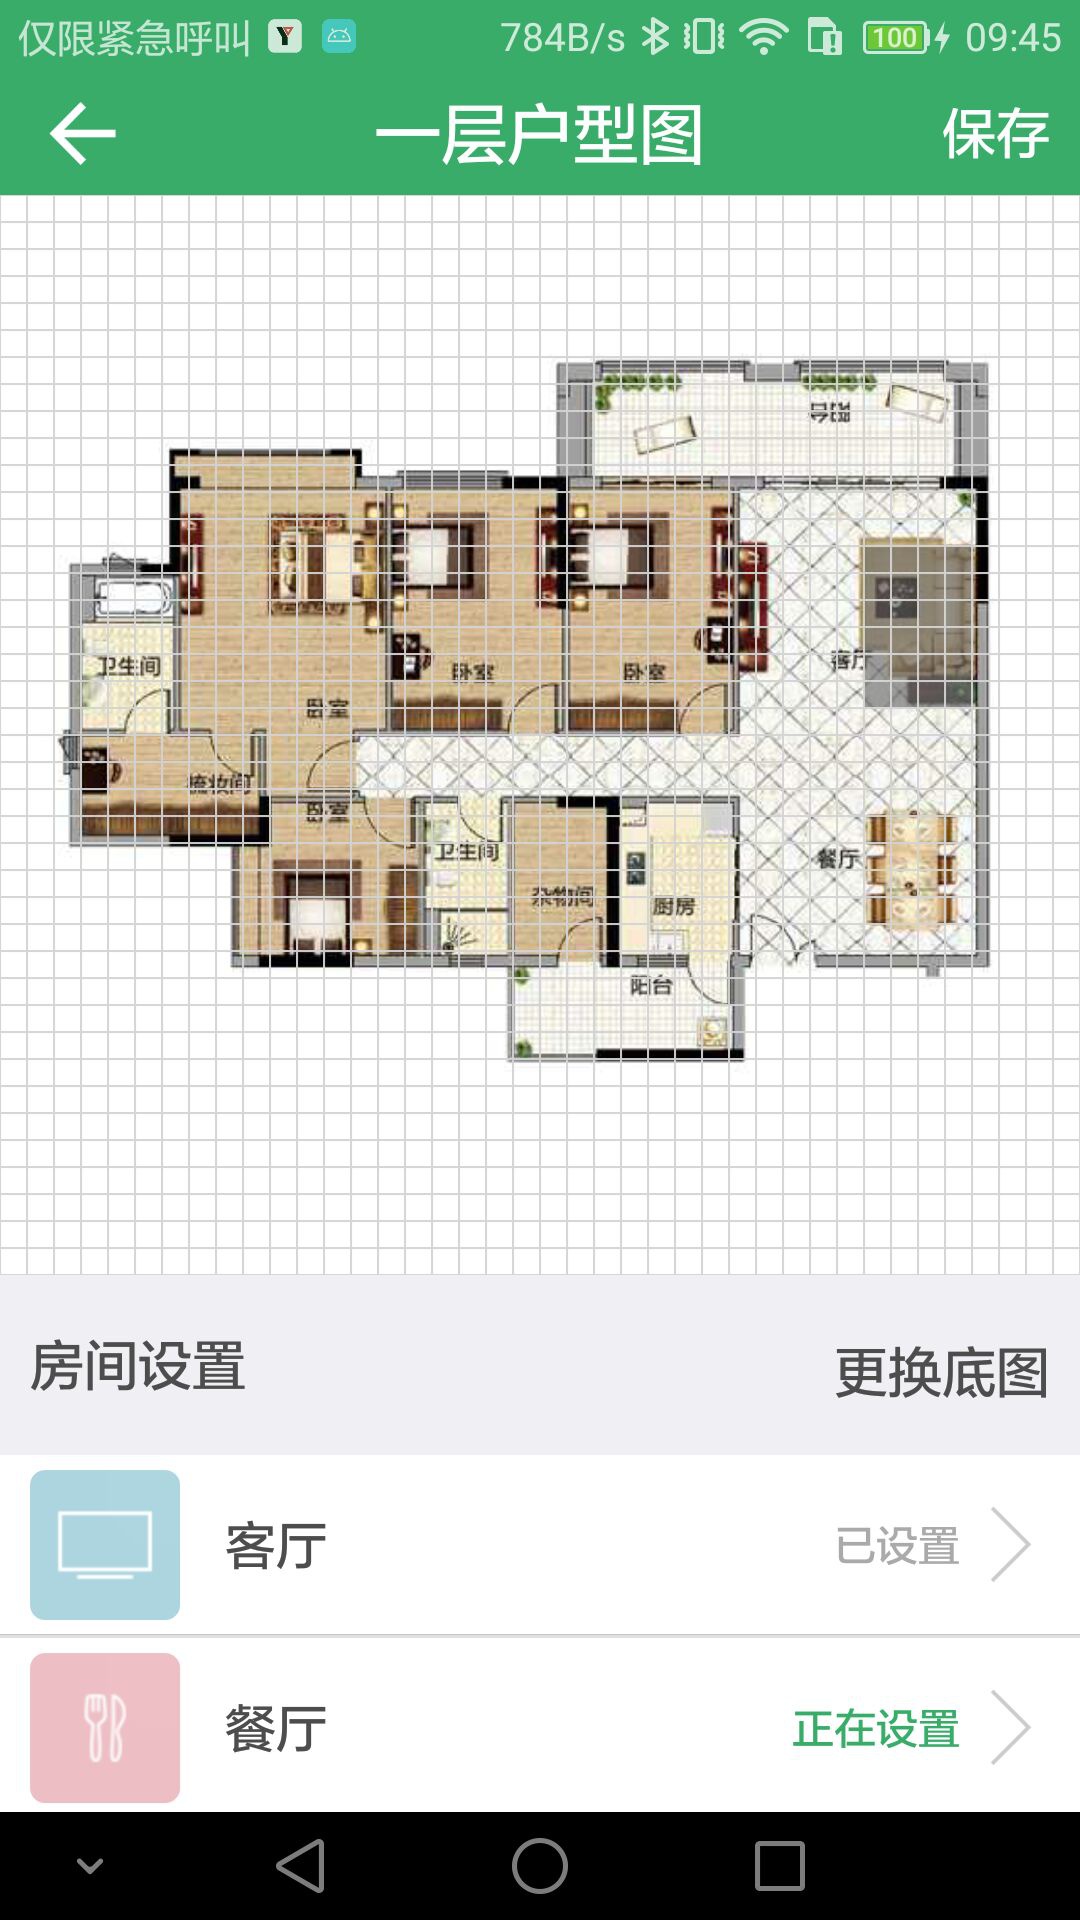 仅限紧急呼叫 784B/s 100 09:45
一层户型图 保存
阳台
卫生间
卧室 卧室 客厅
卧室
梳妆间
卧室
卫生间 餐厅
杂物间 厨房
阳台
房间设置 更换底图
客厅 已设置
餐厅 正在设置